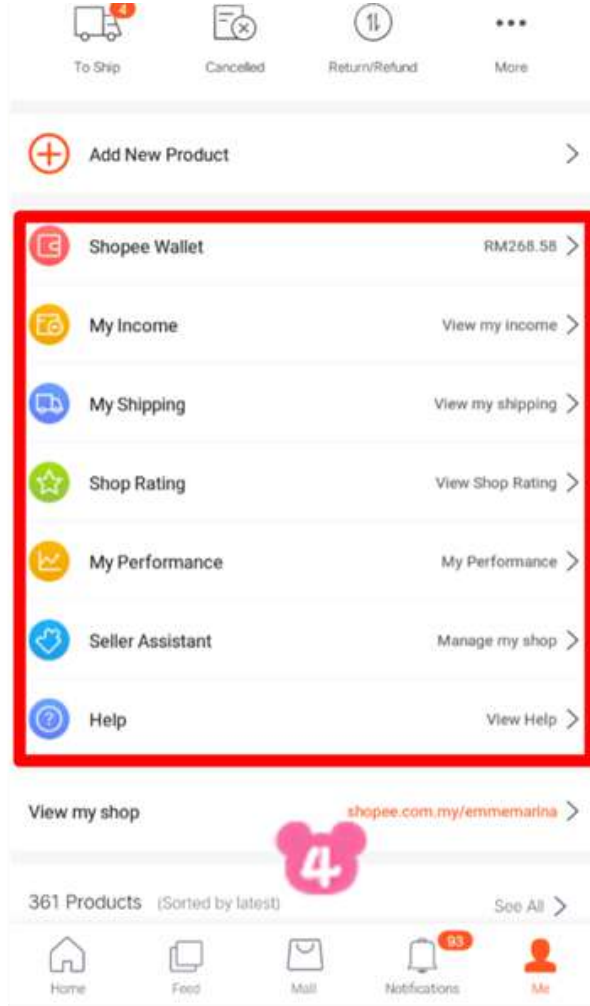 4
To Ship Cancelled Return/Refund More
Add New Product
Shopee Wallet RM268.58
My Income View my income
My Shipping View my shipping
Shop Rating View Shop Rating
My Performance My Performance
Seller Assistant Manage my shop
Help View Help
View my shop shopee.com.my/emmemarina
4
361 Products (Sorted by latest) See All
93
Home Feed Mall Notifications Me